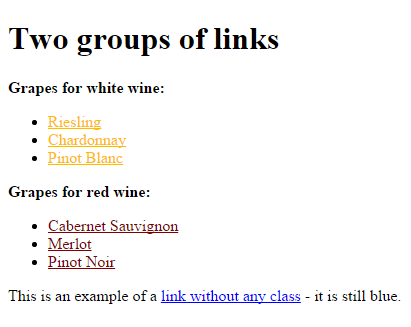 Two groups of links
Grapes for white wine:
Riesling
Chardonnay
Pinot Blanc
Grapes for red wine:
Cabernet Sauvignon
Merlot
Pinot Noir
This is an example of a link without any class - it is still blue.